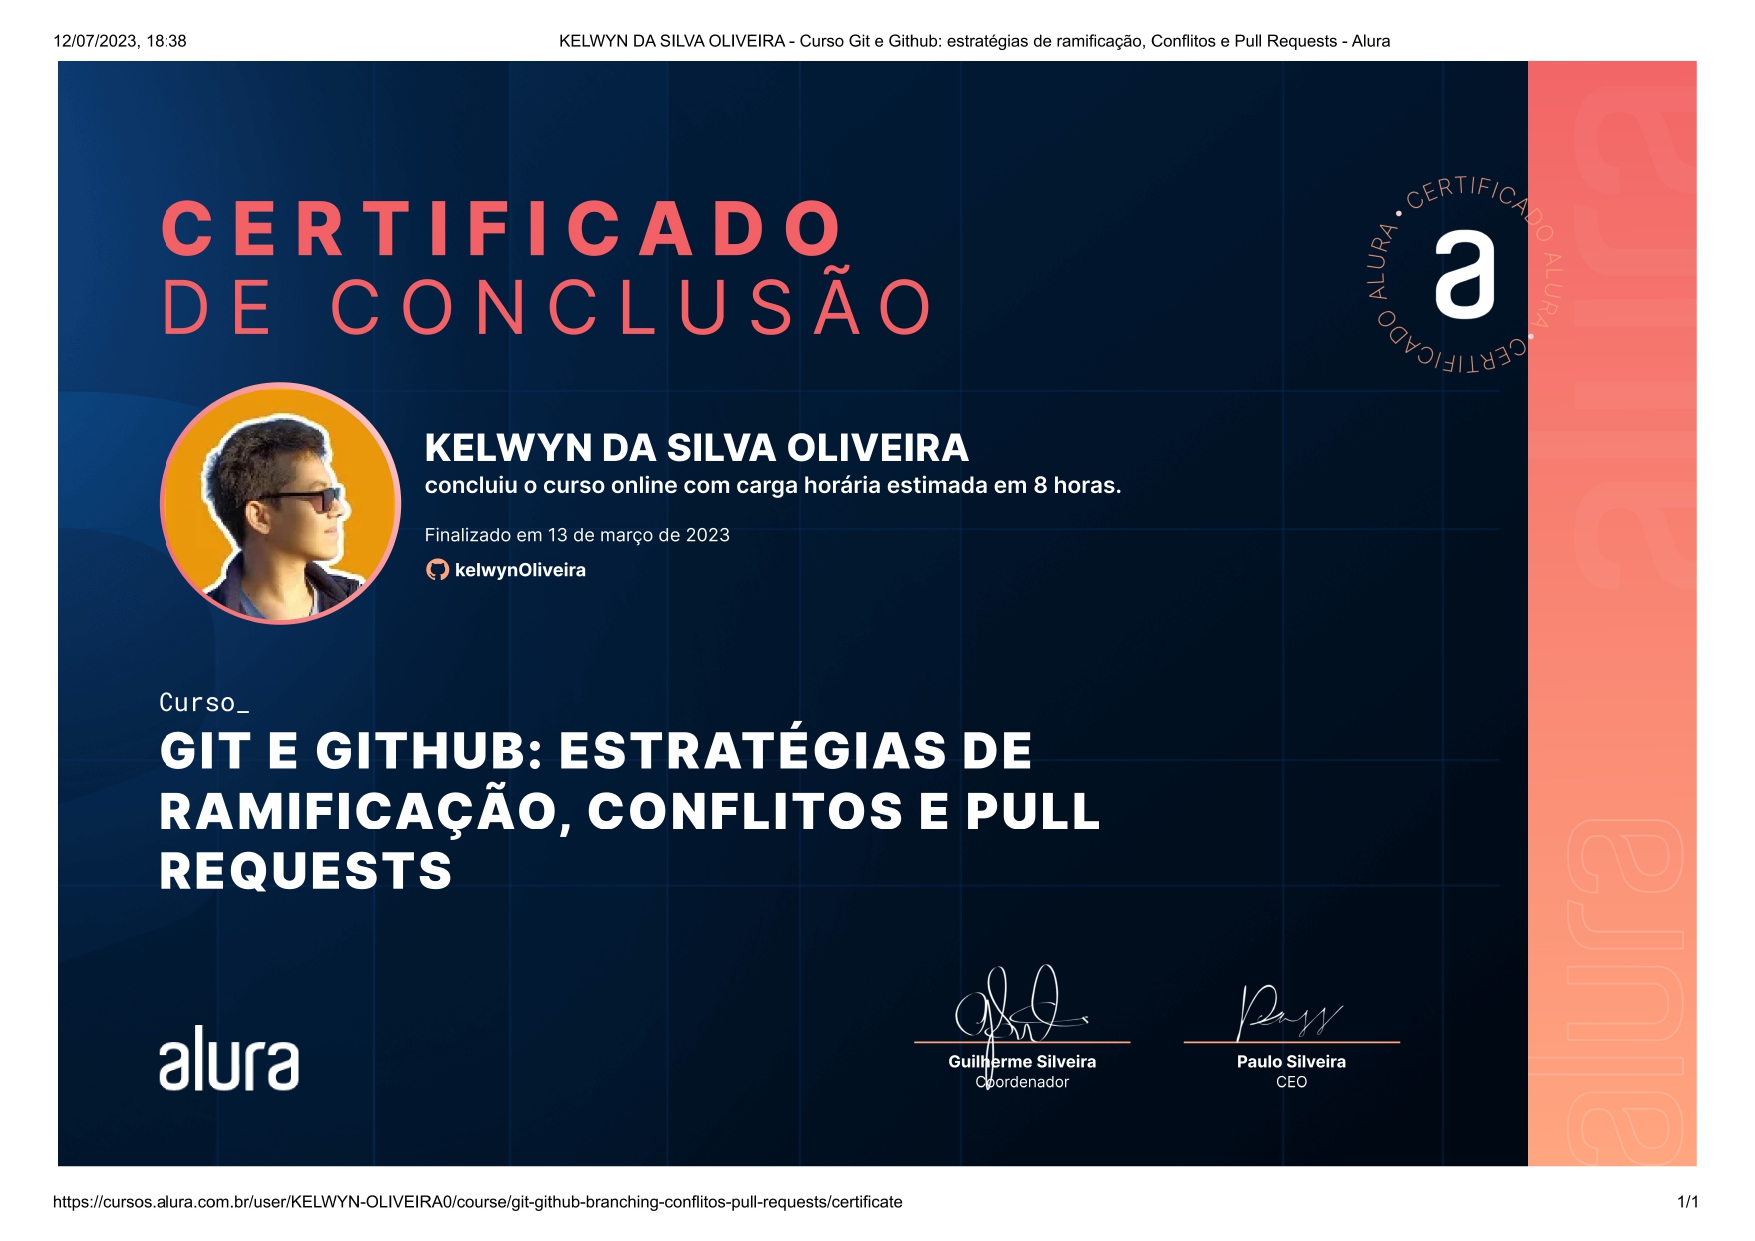 12/07/2023, 18:38
KELWYN DA SILVA OLIVEIRA - Curso Git e Github: estratégias de ramificação, Conflitos e Pull Requests - Alura
CERTIFICADO
DE CONCLUSÃO
CERTIFICADO ALURA • CERTIFICADO ALURA •
a
KELWYN DA SILVA OLIVEIRA
concluiu o curso online com carga horária estimada em 8 horas.
Finalizado em 13 de março de 2023
kelwynOliveira
Curso_
GIT E GITHUB: ESTRATÉGIAS DE
RAMIFICAÇÃO, CONFLITOS E PULL
REQUESTS
alura
Guilherme Silveira
Coordenador
Paulo Silveira
CEO
alura
alura
https://cursos.alura.com.br/user/KELWYN-OLIVEIRA0/course/git-github-branching-conflitos-pull-requests/certificate
1/1